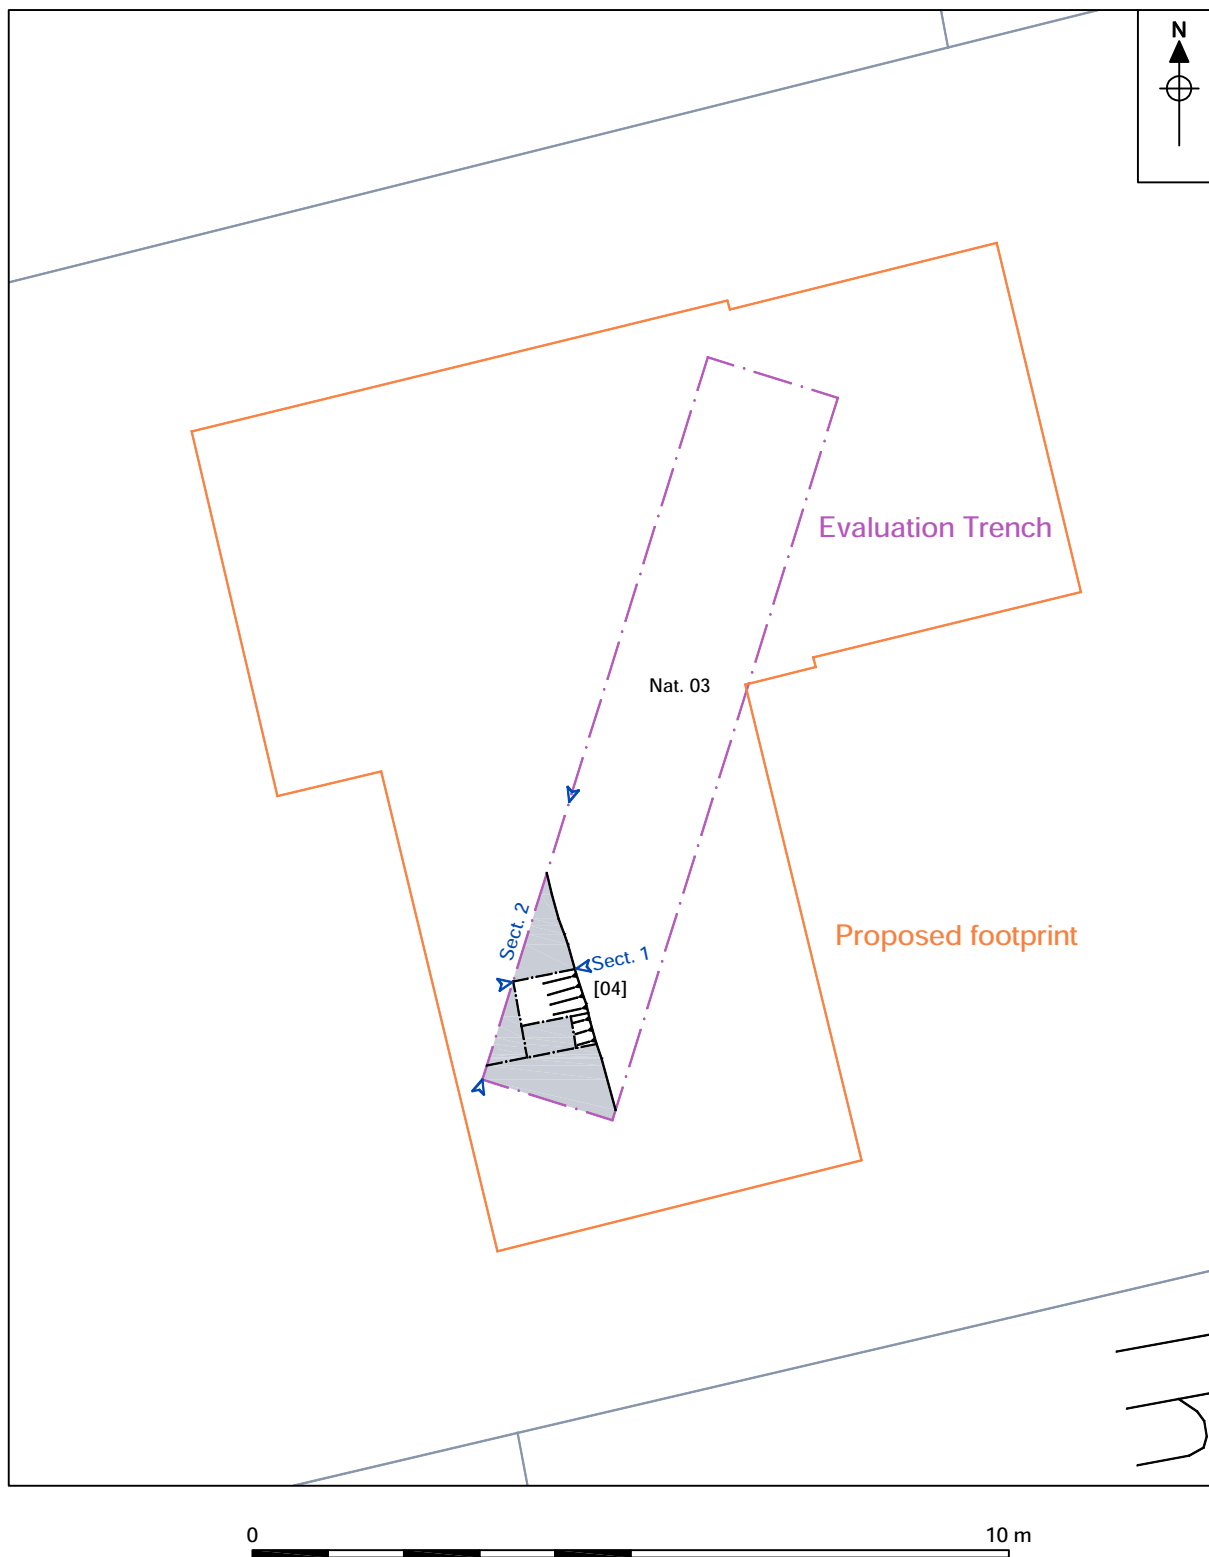 N
Evaluation Trench
Nat. 03
Sect. 2
Sect. 1
[04]
Proposed footprint
0
10 m